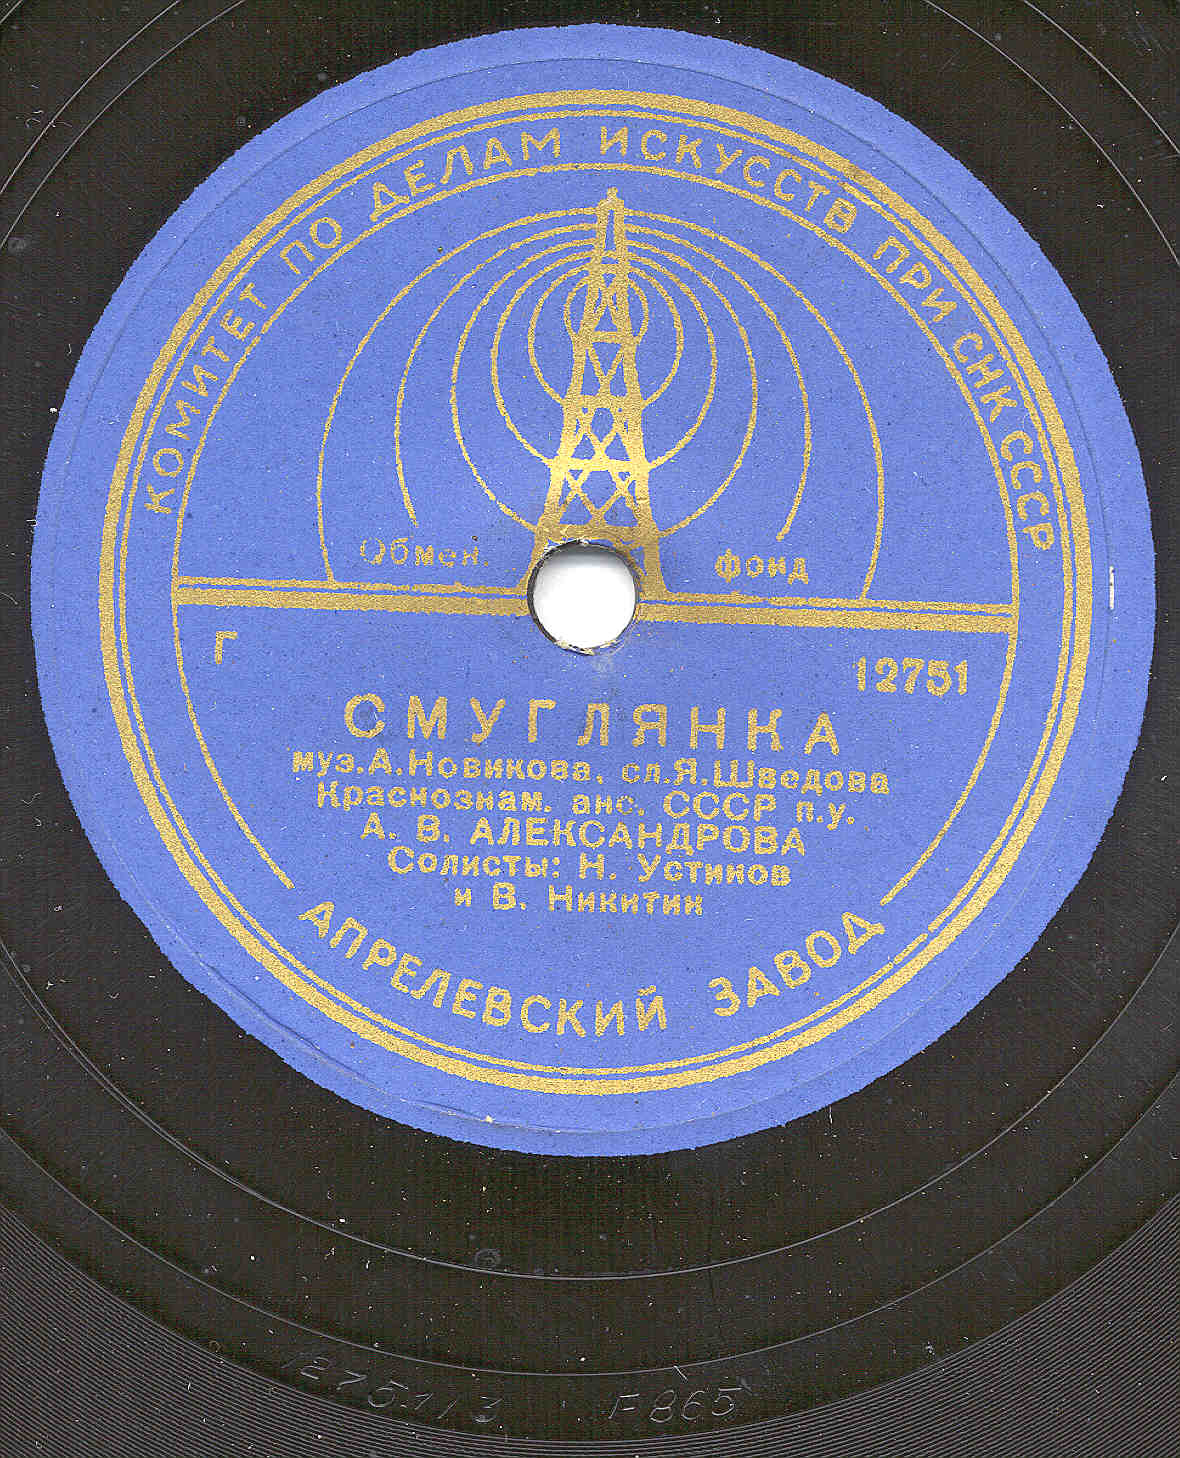 КОМИТЕТ ПО ДЕЛАМ ИСКУССТВ ПРИ СНК СССР
Обмен. фонд
Г 12751
СМУГЛЯНКА
муз.А.Новикова, сл.Я.Шведова
Краснознам. анс. СССР п.у.
А. В. АЛЕКСАНДРОВА
Солисты: Н. Устинов
и В. Никитин
АПРЕЛЕВСКИЙ ЗАВОД
12751/3 F865